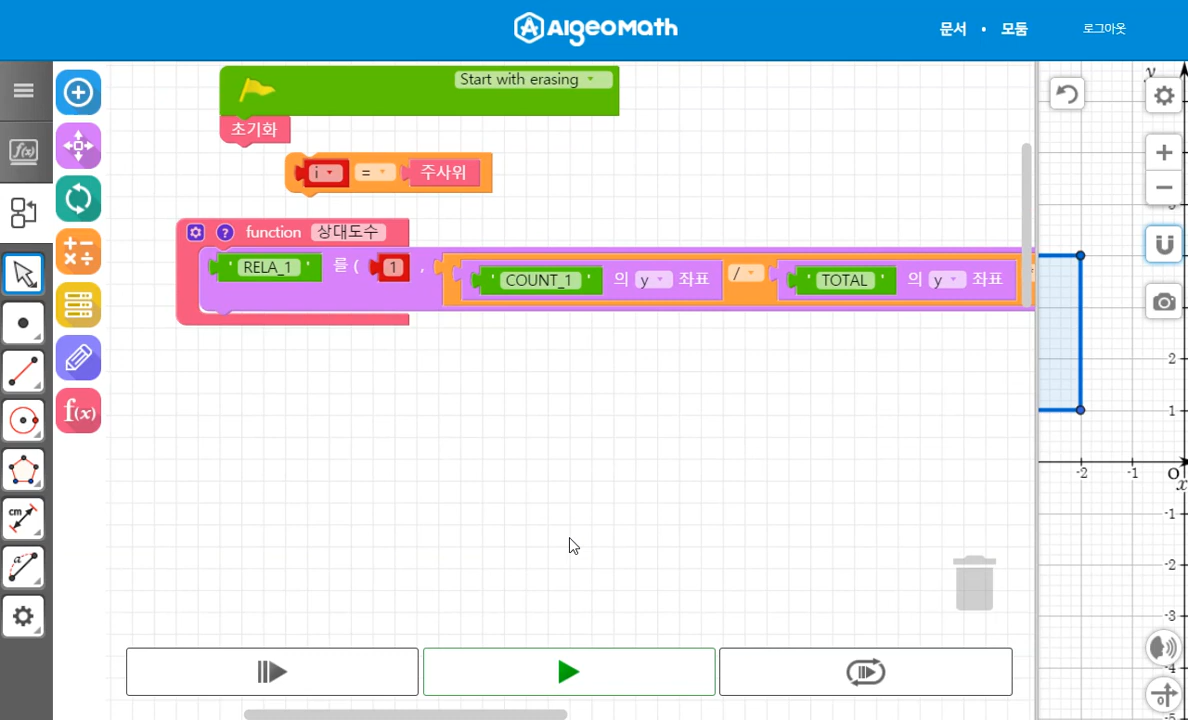 AlgeoMath
문서 • 모둠
로그아웃
Start with erasing
초기화
i = 주사위
function 상대도수
' RELA_1 ' 를 ( 1 , ' COUNT_1 ' 의 y 좌표 / ' TOTAL ' 의 y 좌표
f(x)
+ − × ÷
f(x)
cm
a
y
2
1
-2 -1 O
x
-1
-2
-3
-4